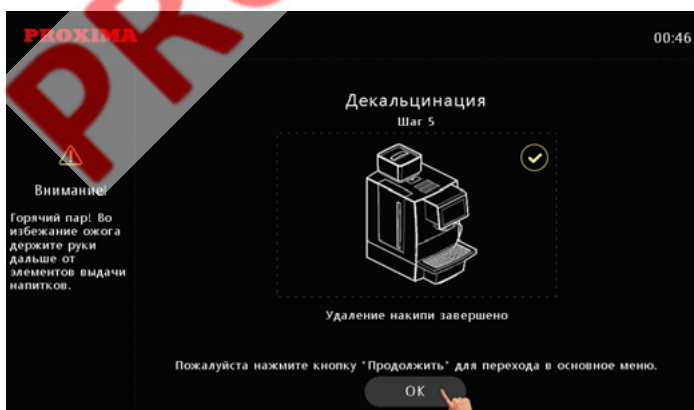 PROXIMA
00:46
Декальцинация
Шаг 5
Внимание!
Горячий пар! Во
избежание ожога
держите руки
дальше от
элементов выдачи
напитков.
Удаление накипи завершено
Пожалуйста нажмите кнопку "Продолжить" для перехода в основное меню.
OK
PRO